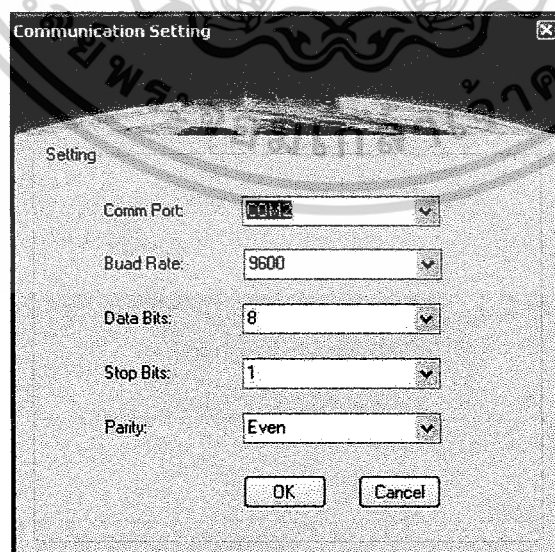 Communication Setting
Setting
Comm Port: COM2
Buad Rate: 9600
Data Bits: 8
Stop Bits: 1
Parity: Even
OK Cancel